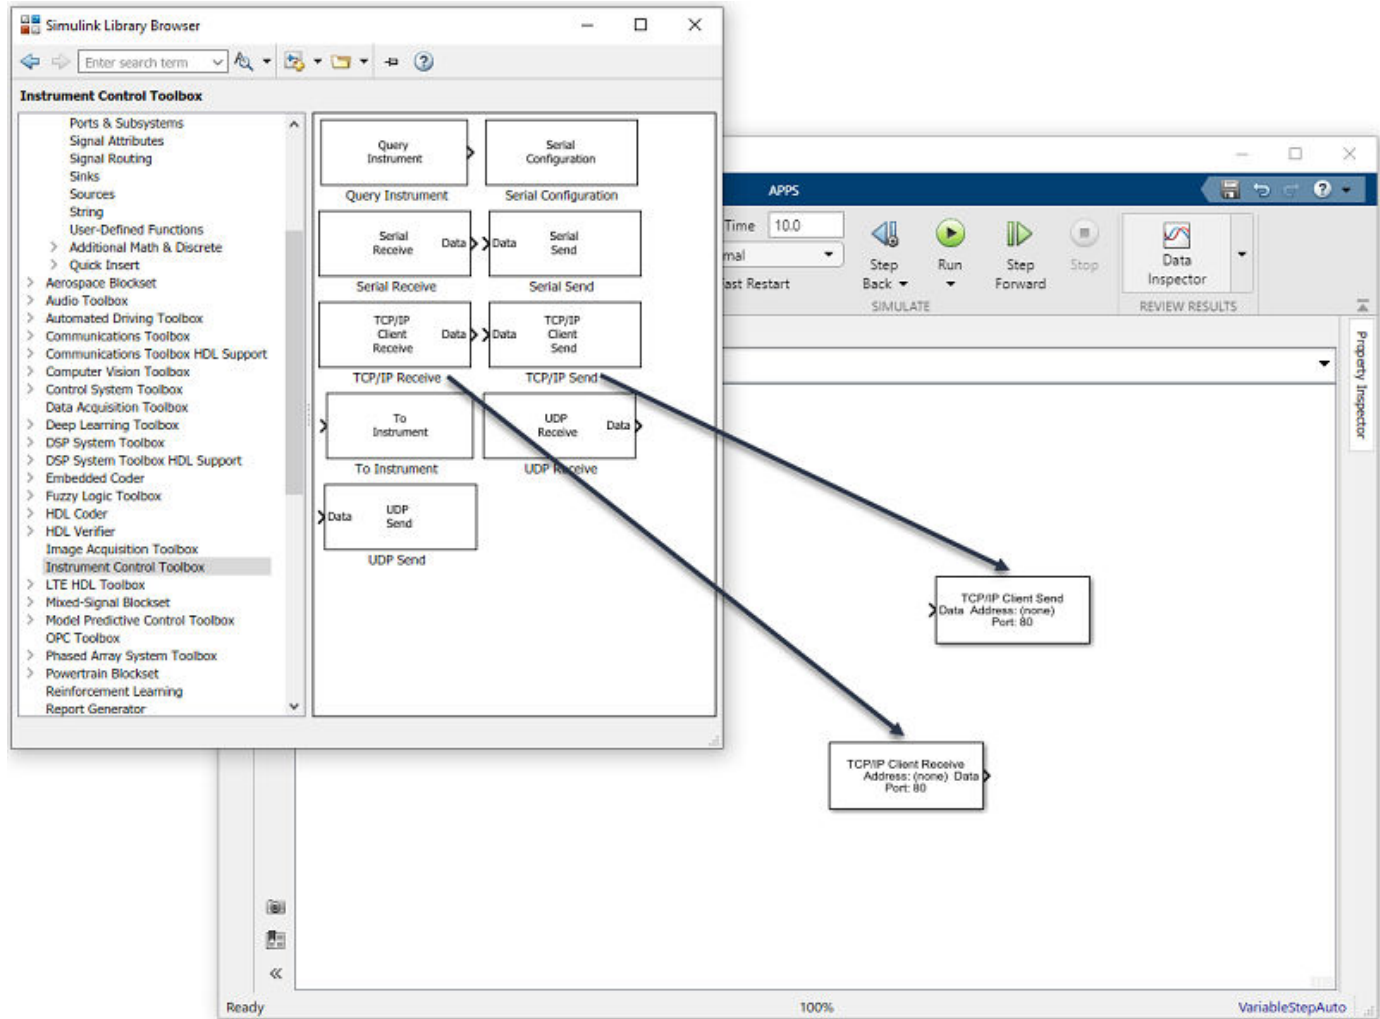 Simulink Library Browser
Enter search term
Instrument Control Toolbox
Ports & Subsystems
Signal Attributes
Signal Routing
Sinks
Sources
String
User-Defined Functions
Additional Math & Discrete
Quick Insert
Aerospace Blockset
Audio Toolbox
Automated Driving Toolbox
Communications Toolbox
Communications Toolbox HDL Support
Computer Vision Toolbox
Control System Toolbox
Data Acquisition Toolbox
Deep Learning Toolbox
DSP System Toolbox
DSP System Toolbox HDL Support
Embedded Coder
Fuzzy Logic Toolbox
HDL Coder
HDL Verifier
Image Acquisition Toolbox
Instrument Control Toolbox
LTE HDL Toolbox
Mixed-Signal Blockset
Model Predictive Control Toolbox
OPC Toolbox
Phased Array System Toolbox
Powertrain Blockset
Reinforcement Learning
Report Generator
Query
Instrument
Query Instrument
Serial
Configuration
Serial Configuration
Serial
Receive
Data
Serial Receive
Data
Serial
Send
Serial Send
TCP/IP
Client
Receive
Data
TCP/IP Receive
Data
TCP/IP
Client
Send
TCP/IP Send
To
Instrument
To Instrument
UDP
Receive
Data
UDP Receive
Data
UDP
Send
UDP Send
APPS
Time 10.0
mal
ast Restart
Step
Back
Run
Step
Forward
Stop
SIMULATE
Data
Inspector
REVIEW RESULTS
Property Inspector
TCP/IP Client Send
Data Address: (none)
Port: 80
TCP/IP Client Receive
Address: (none) Data
Port: 80
Ready
100%
VariableStepAuto